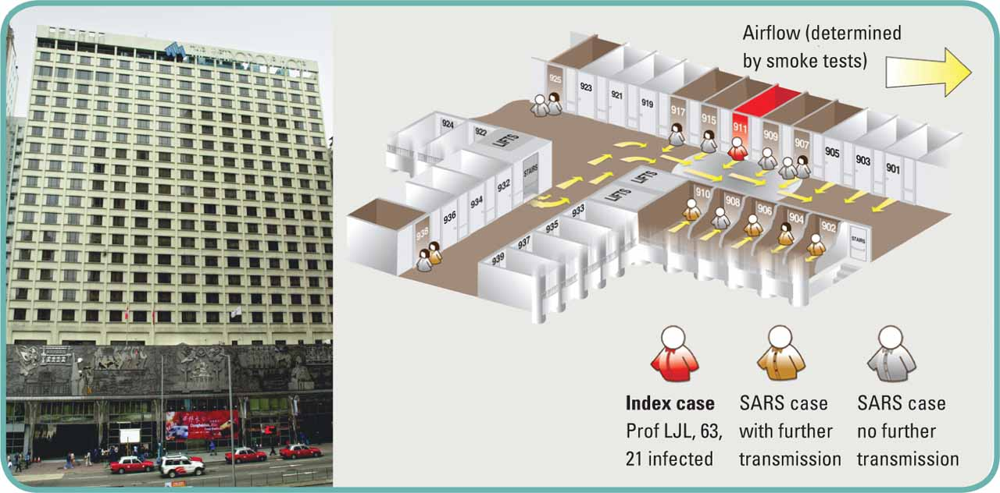 Airflow (determined
by smoke tests)
925
923
921
919
917
915
911
909
907
905
903
901
924
922
LIFTS
STAIRS
932
934
936
938
LIFTS
LIFTS
933
935
937
939
910
908
906
904
902
STAIRS
Index case
Prof LJL, 63,
21 infected
SARS case
with further
transmission
SARS case
no further
transmission